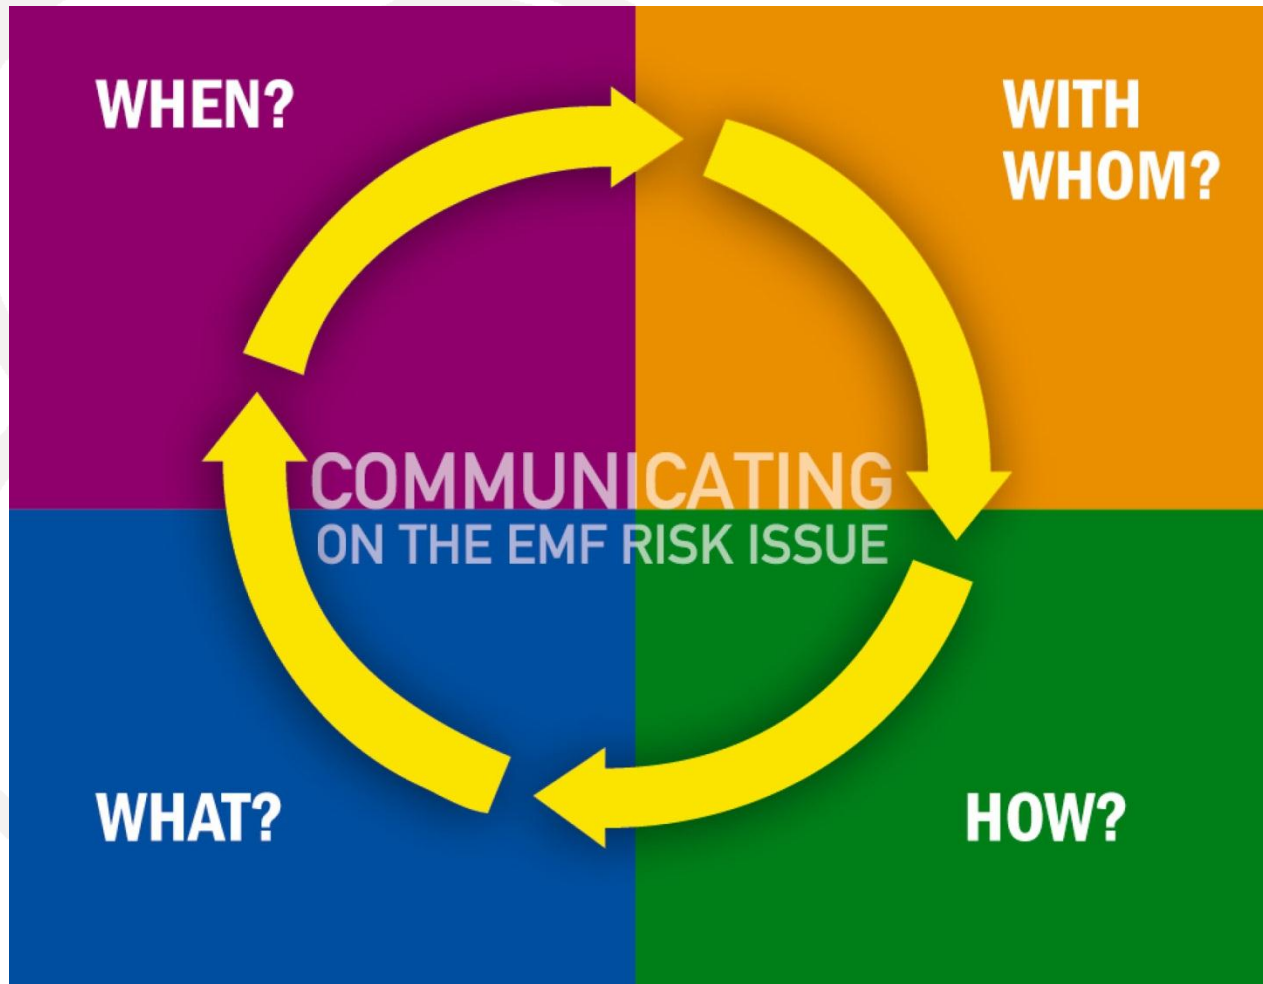 WHEN?
WITH
WHOM?
COMMUNICATING
ON THE EMF RISK ISSUE
WHAT?
HOW?